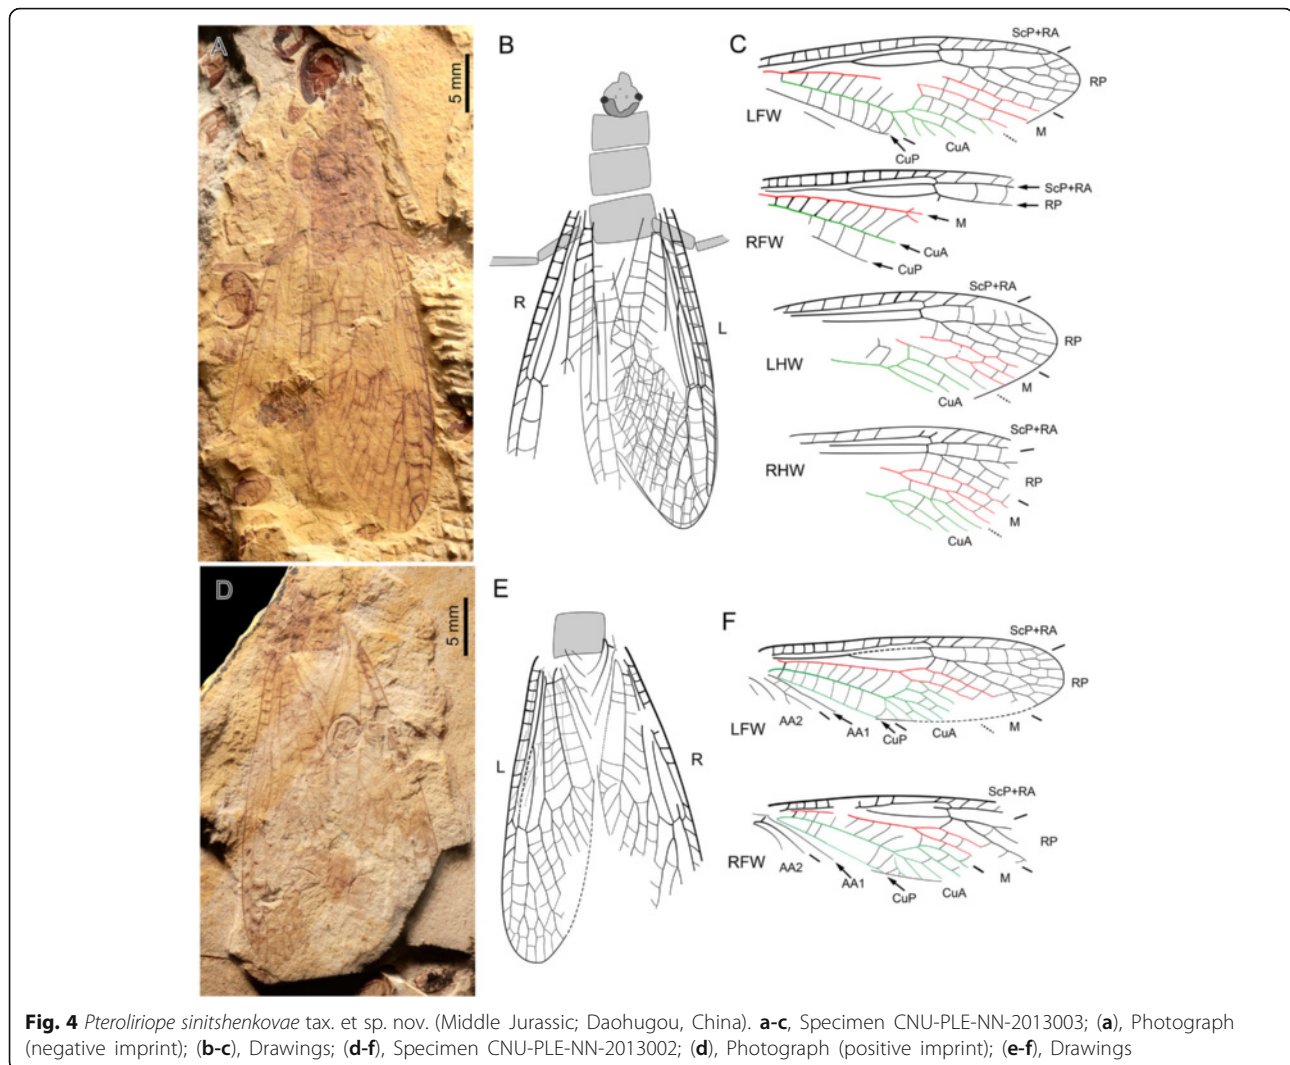 A
5 mm
B
R
L
C
ScP+RA
RP
LFW
M
CuA
CuP
ScP+RA
RP
M
RFW
CuA
CuP
ScP+RA
RP
LHW
M
CuA
ScP+RA
RHW
RP
M
CuA
D
5 mm
E
L
R
F
ScP+RA
RP
AA2
M
LFW
AA1
CuP
CuA
ScP+RA
RP
RFW
AA2
M
AA1
CuA
CuP
Fig. 4 Pteroliriope sinitshenkovae tax. et sp. nov. (Middle Jurassic; Daohugou, China). a-c, Specimen CNU-PLE-NN-2013003; (a), Photograph
(negative imprint); (b-c), Drawings; (d-f), Specimen CNU-PLE-NN-2013002; (d), Photograph (positive imprint); (e-f), Drawings